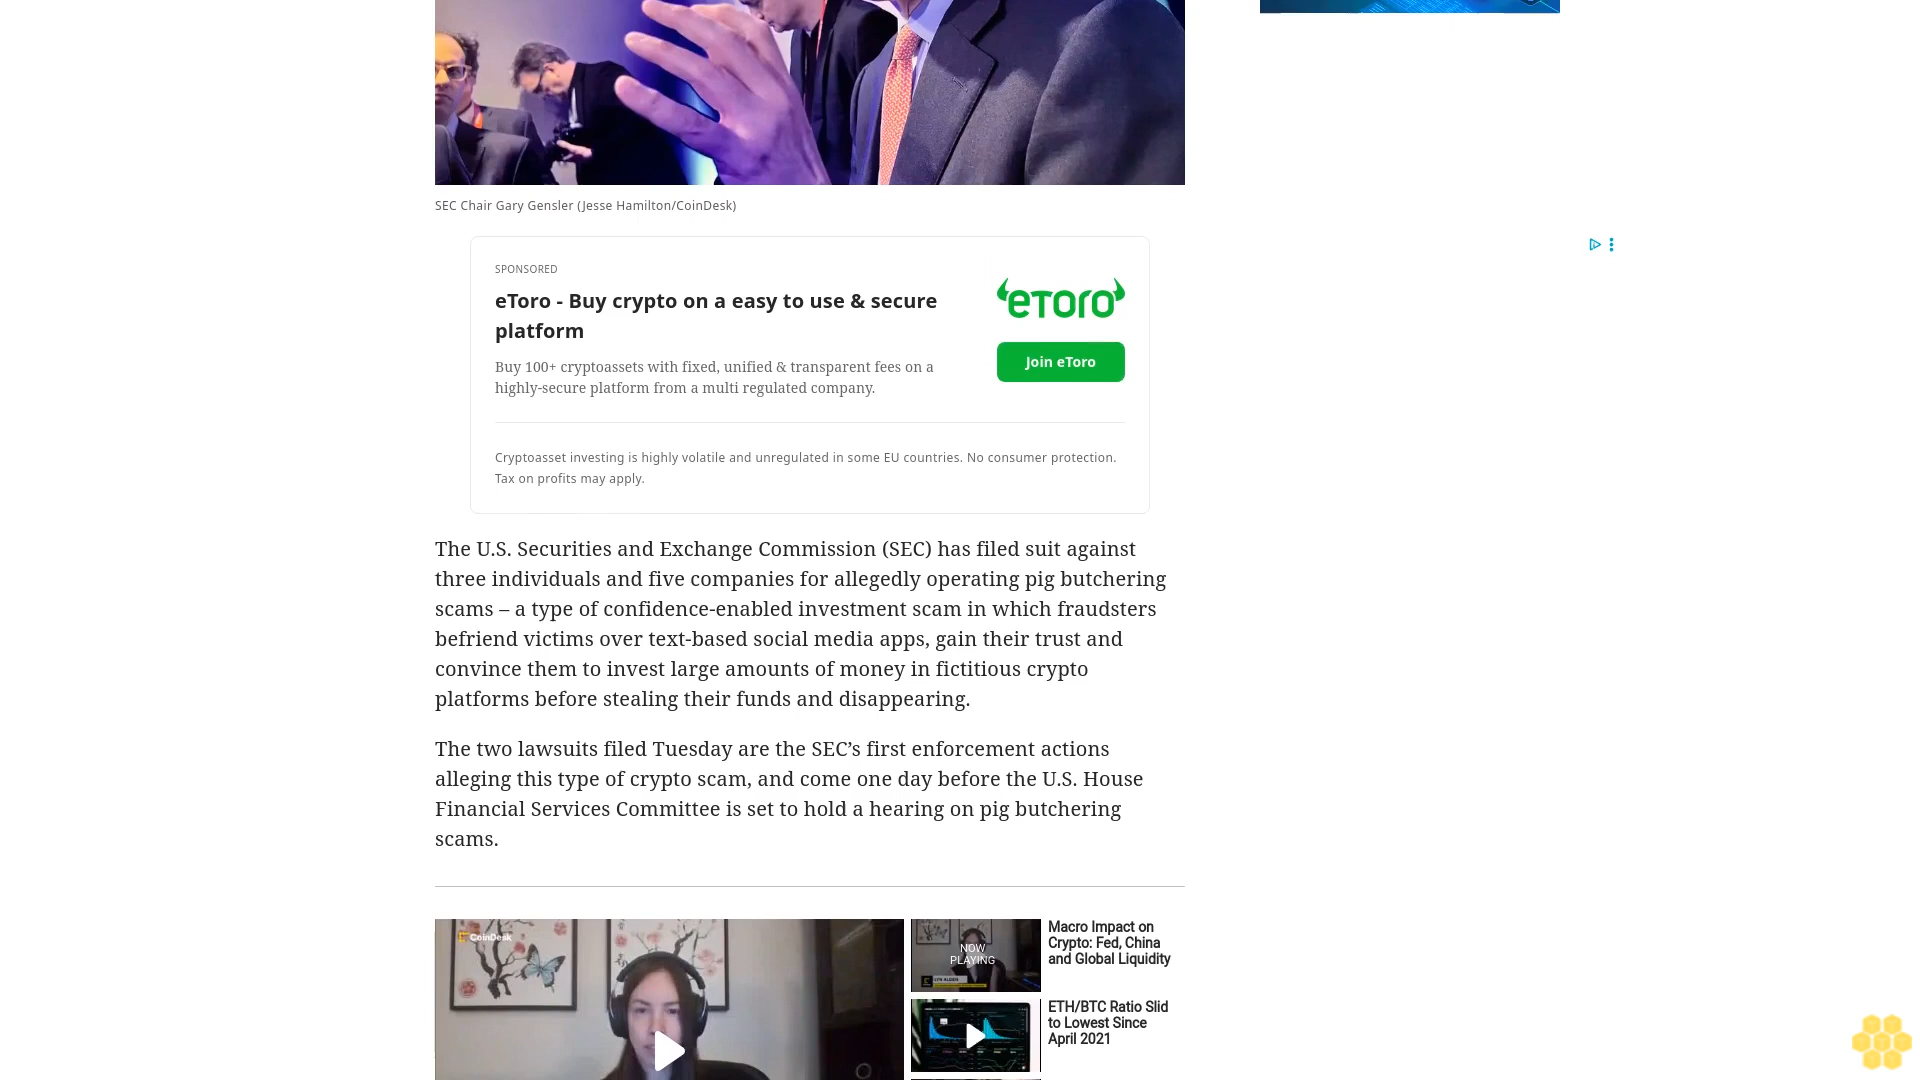 SEC Chair Gary Gensler (Jesse Hamilton/CoinDesk)
SPONSORED
eToro - Buy crypto on a easy to use & secure
platform
Buy 100+ cryptoassets with fixed, unified & transparent fees on a
highly-secure platform from a multi regulated company.
eToro
Join eToro
Cryptoasset investing is highly volatile and unregulated in some EU countries. No consumer protection.
Tax on profits may apply.
The U.S. Securities and Exchange Commission (SEC) has filed suit against
three individuals and five companies for allegedly operating pig butchering
scams – a type of confidence-enabled investment scam in which fraudsters
befriend victims over text-based social media apps, gain their trust and
convince them to invest large amounts of money in fictitious crypto
platforms before stealing their funds and disappearing.
The two lawsuits filed Tuesday are the SEC’s first enforcement actions
alleging this type of crypto scam, and come one day before the U.S. House
Financial Services Committee is set to hold a hearing on pig butchering
scams.
CoinDesk
NOW
PLAYING
Macro Impact on
Crypto: Fed, China
and Global Liquidity
ETH/BTC Ratio Slid
to Lowest Since
April 2021